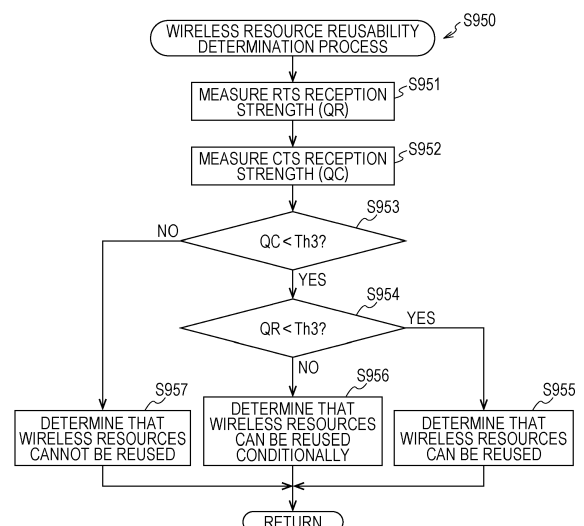 WIRELESS RESOURCE REUSABILITY
DETERMINATION PROCESS
S950
MEASURE RTS RECEPTION
STRENGTH (QR)
S951
MEASURE CTS RECEPTION
STRENGTH (QC)
S952
S953
NO
QC<Th3?
YES
S954
QR<Th3?
YES
NO
S957
DETERMINE THAT
WIRELESS RESOURCES
CANNOT BE REUSED
S956
DETERMINE THAT
WIRELESS RESOURCES
CAN BE REUSED
CONDITIONALLY
S955
DETERMINE THAT
WIRELESS RESOURCES
CAN BE REUSED
RETURN